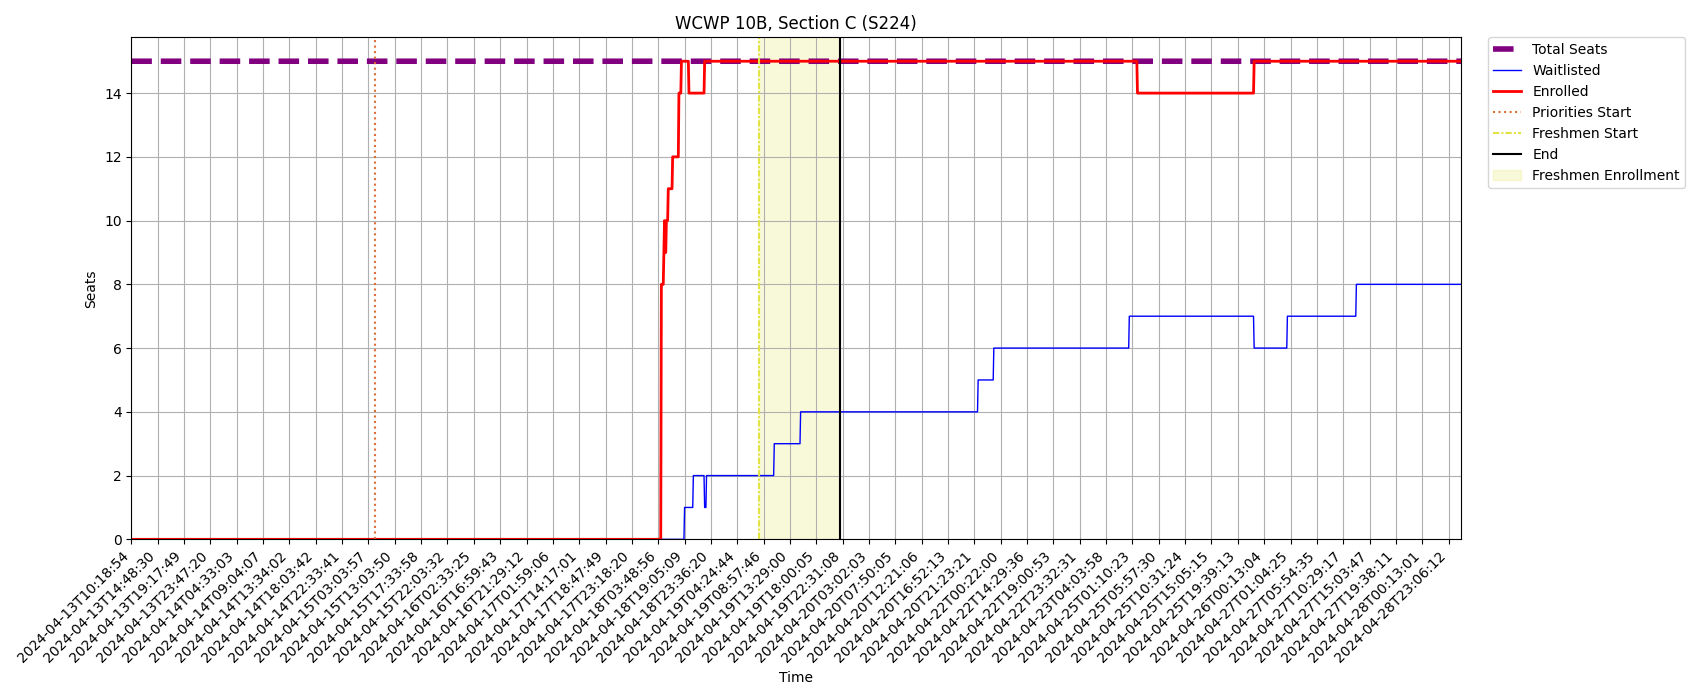 WCWP 10B, Section C (S224)
Total Seats
Waitlisted
Enrolled
Priorities Start
Freshmen Start
End
Freshmen Enrollment
Seats
14
12
10
8
6
4
2
0
2024-04-13T10:18:54
2024-04-13T14:48:30
2024-04-13T19:17:49
2024-04-13T23:47:20
2024-04-14T04:33:03
2024-04-14T09:04:07
2024-04-14T13:34:02
2024-04-14T18:03:42
2024-04-14T22:33:41
2024-04-15T03:03:57
2024-04-15T13:03:50
2024-04-15T17:33:58
2024-04-15T22:03:32
2024-04-16T02:33:25
2024-04-16T16:59:43
2024-04-16T21:29:12
2024-04-17T01:59:06
2024-04-17T14:17:01
2024-04-17T18:47:49
2024-04-17T23:18:20
2024-04-18T03:48:56
2024-04-18T19:05:09
2024-04-18T23:36:20
2024-04-19T04:24:44
2024-04-19T08:57:46
2024-04-19T13:29:00
2024-04-19T18:00:05
2024-04-19T22:31:08
2024-04-20T03:02:03
2024-04-20T07:50:05
2024-04-20T12:21:06
2024-04-20T16:52:13
2024-04-20T21:23:21
2024-04-22T00:22:00
2024-04-22T14:29:36
2024-04-22T19:00:53
2024-04-22T23:32:31
2024-04-23T04:03:58
2024-04-25T01:10:23
2024-04-25T05:57:30
2024-04-25T10:31:24
2024-04-25T15:05:15
2024-04-25T19:39:13
2024-04-26T00:13:04
2024-04-27T01:04:25
2024-04-27T05:54:35
2024-04-27T10:29:17
2024-04-27T15:03:47
2024-04-27T19:38:11
2024-04-28T00:13:01
2024-04-28T23:06:12
Time